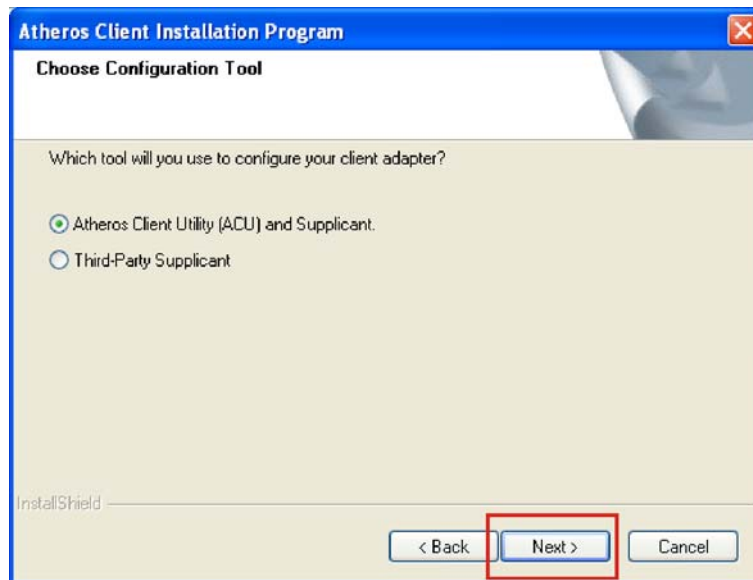 Atheros Client Installation Program
Choose Configuration Tool
Which tool will you use to configure your client adapter?
Atheros Client Utility (ACU) and Supplicant.
Third-Party Supplicant
InstallShield
< Back Next > Cancel